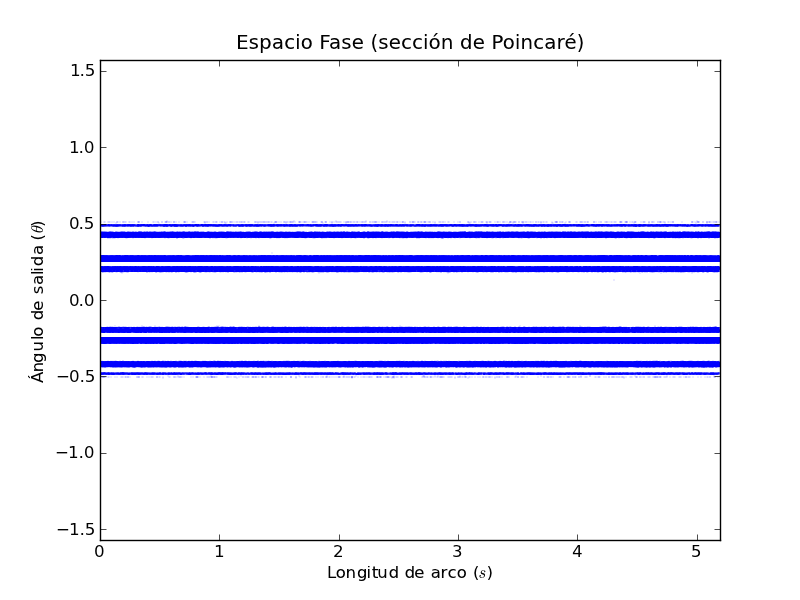 Espacio Fase (sección de Poincaré)
1.5
1.0
0.5
0.0
−0.5
−1.0
−1.5
Ángulo de salida (θ)
0 1 2 3 4 5
Longitud de arco (s)